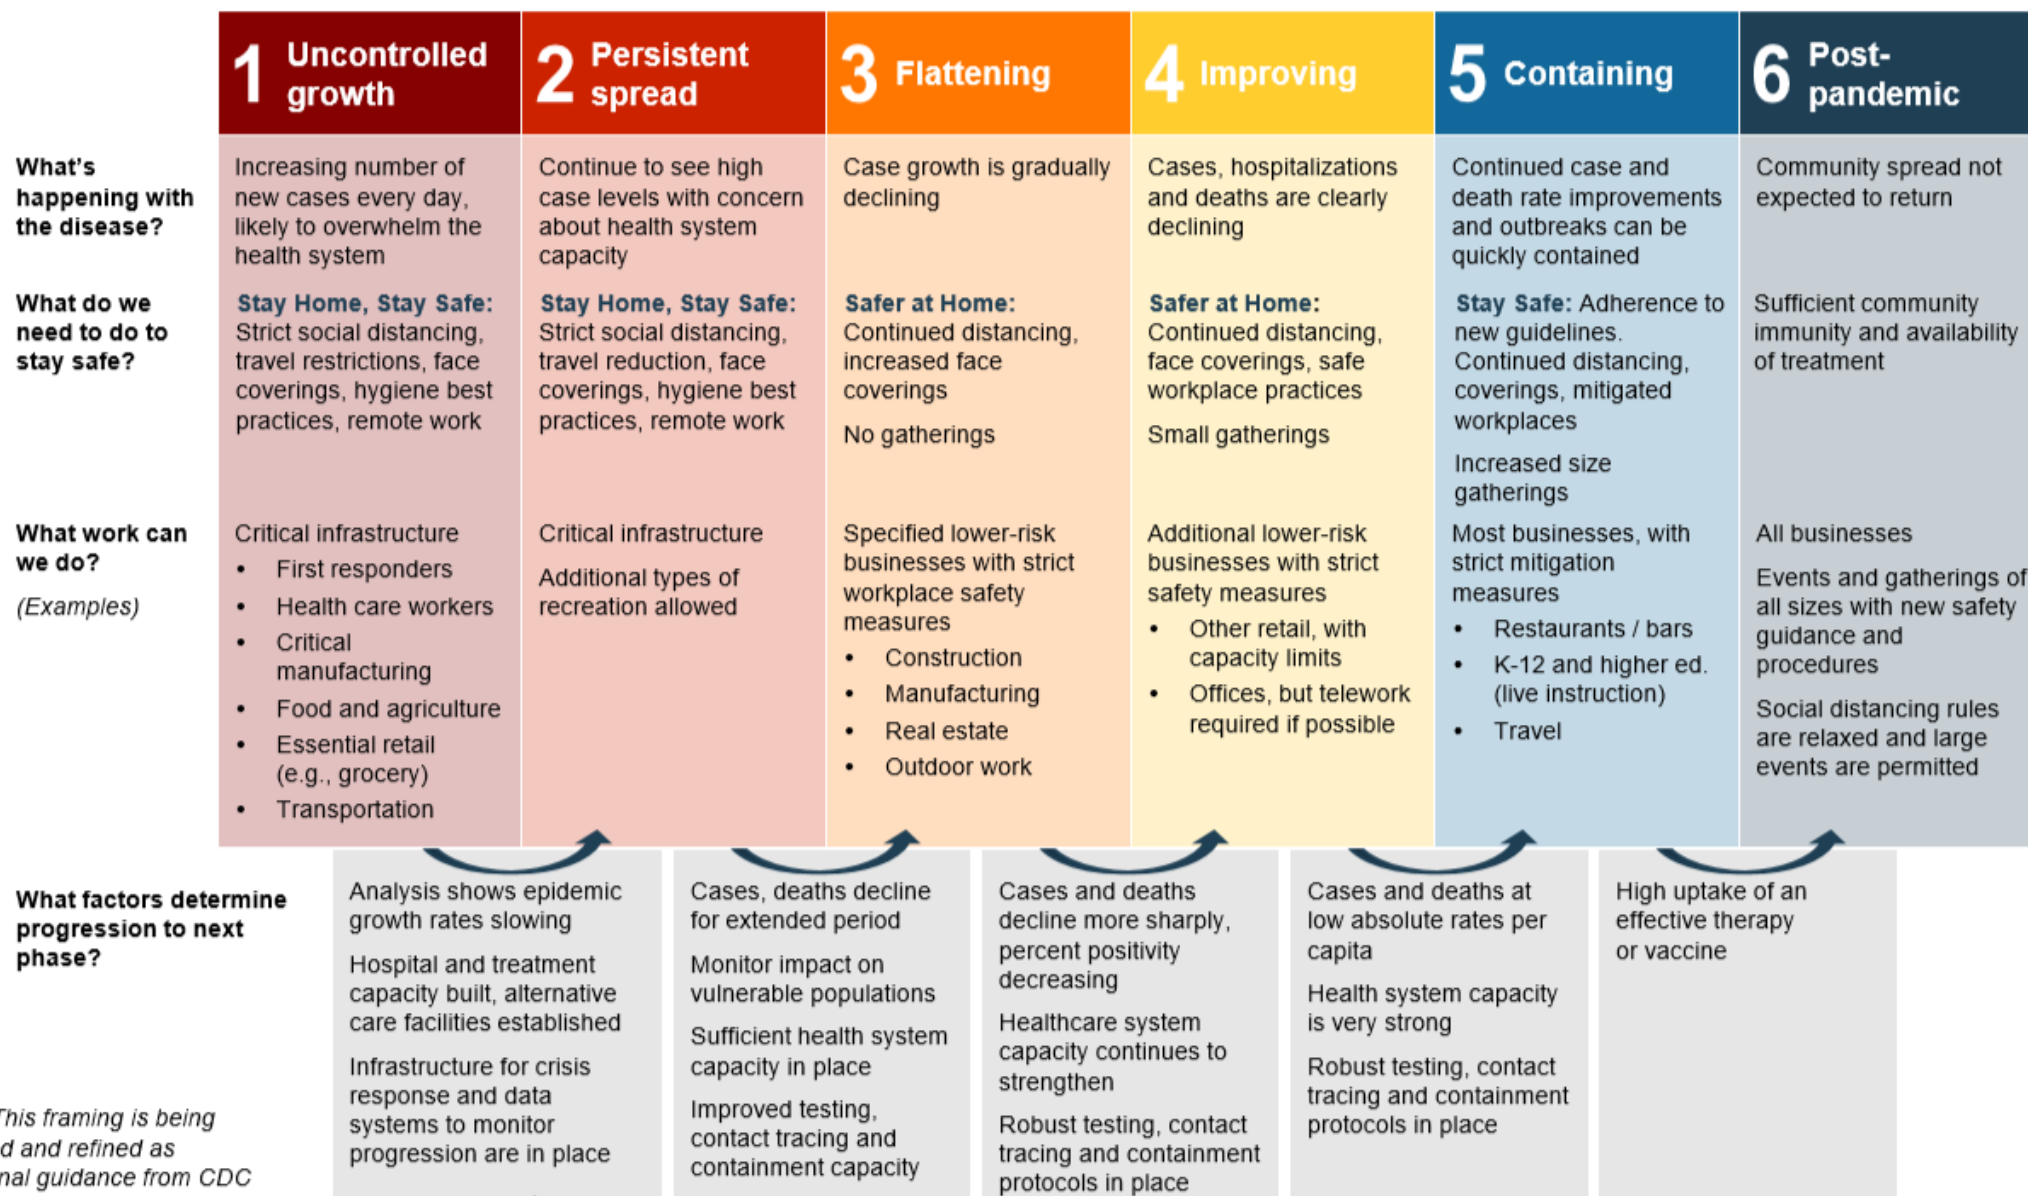 1 Uncontrolled
growth
2 Persistent
spread
3 Flattening
4 Improving
5 Containing
6 Post-
pandemic
What's
happening with
the disease?
Increasing number of
new cases every day,
likely to overwhelm the
health system
Continue to see high
case levels with concern
about health system
capacity
Case growth is gradually
declining
Cases, hospitalizations
and deaths are clearly
declining
Continued case and
death rate improvements
and outbreaks can be
quickly contained
Community spread not
expected to return
What do we
need to do to
stay safe?
Stay Home, Stay Safe:
Strict social distancing,
travel restrictions, face
coverings, hygiene best
practices, remote work
Stay Home, Stay Safe:
Strict social distancing,
travel reduction, face
coverings, hygiene best
practices, remote work
Safer at Home:
Continued distancing,
increased face
coverings
No gatherings
Safer at Home:
Continued distancing,
face coverings, safe
workplace practices
Small gatherings
Stay Safe: Adherence to
new guidelines.
Continued distancing,
coverings, mitigated
workplaces
Increased size
gatherings
Sufficient community
immunity and availability
of treatment
What work can
we do?
(Examples)
Critical infrastructure
• First responders
• Health care workers
• Critical
manufacturing
• Food and agriculture
• Essential retail
(e.g., grocery)
• Transportation
Critical infrastructure
Additional types of
recreation allowed
Specified lower-risk
businesses with strict
workplace safety
measures
• Construction
• Manufacturing
• Real estate
• Outdoor work
Additional lower-risk
businesses with strict
safety measures
• Other retail, with
capacity limits
• Offices, but telework
required if possible
Most businesses, with
strict mitigation
measures
• Restaurants / bars
• K-12 and higher ed.
(live instruction)
• Travel
All businesses
Events and gatherings of
all sizes with new safety
guidance and
procedures
Social distancing rules
are relaxed and large
events are permitted
What factors determine
progression to next
phase?
Analysis shows epidemic
growth rates slowing
Hospital and treatment
capacity built, alternative
care facilities established
Infrastructure for crisis
response and data
systems to monitor
progression are in place
Cases, deaths decline
for extended period
Monitor impact on
vulnerable populations
Sufficient health system
capacity in place
Improved testing,
contact tracing and
containment capacity
Cases and deaths
decline more sharply,
percent positivity
decreasing
Healthcare system
capacity continues to
strengthen
Robust testing, contact
tracing and containment
protocols in place
Cases and deaths at
low absolute rates per
capita
Health system capacity
is very strong
Robust testing, contact
tracing and containment
protocols in place
High uptake of an
effective therapy
or vaccine
This framing is being
d and refined as
nal guidance from CDC